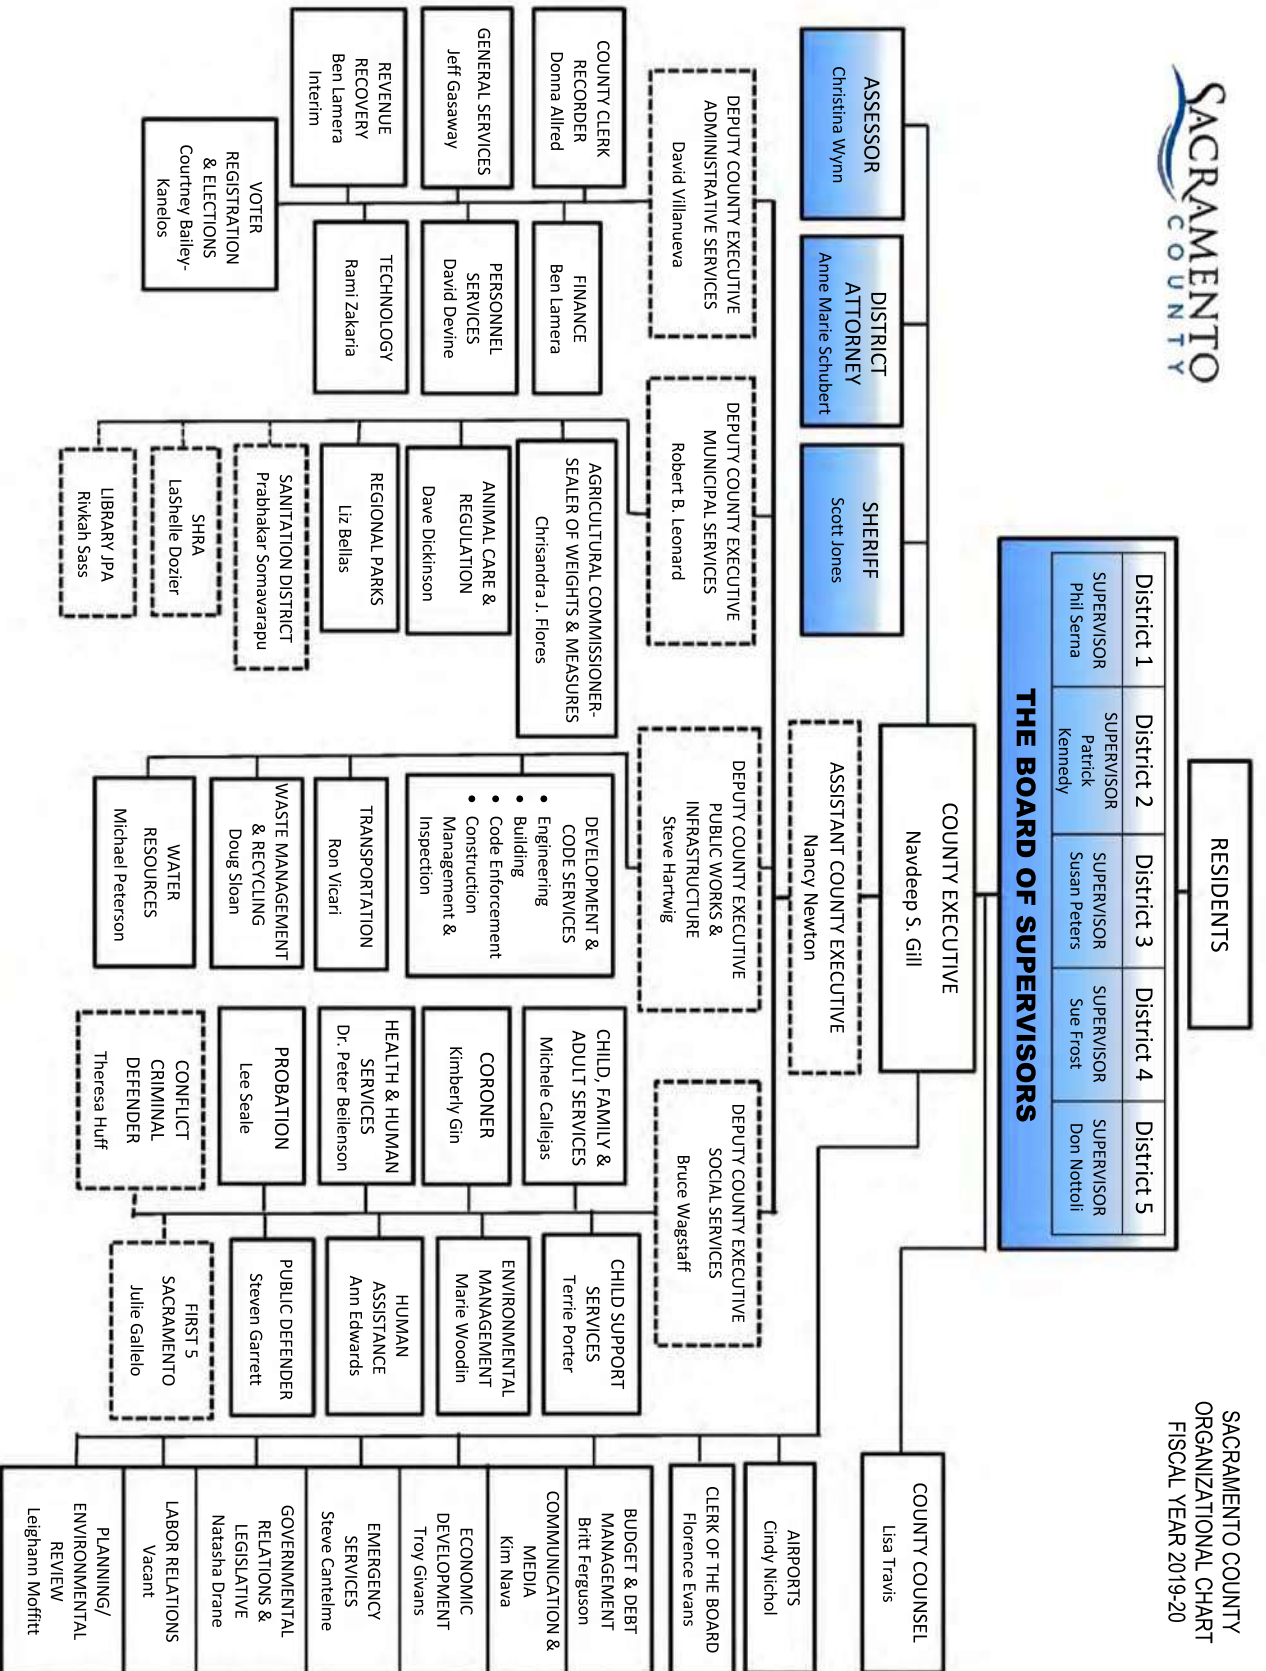 SACRAMENTO
COUNTY
SACRAMENTO COUNTY
ORGANIZATIONAL CHART
FISCAL YEAR 2019-20
RESIDENTS
District 1
District 2
District 3
District 4
District 5
SUPERVISOR
Phil Serna
SUPERVISOR
Patrick
Kennedy
SUPERVISOR
Susan Peters
SUPERVISOR
Sue Frost
SUPERVISOR
Don Nottoli
THE BOARD OF SUPERVISORS
ASSESSOR
Christina Wynn
DISTRICT
ATTORNEY
Anne Marie Schubert
SHERIFF
Scott Jones
COUNTY EXECUTIVE
Navdeep S. Gill
COUNTY COUNSEL
Lisa Travis
ASSISTANT COUNTY EXECUTIVE
Nancy Newton
DEPUTY COUNTY EXECUTIVE
ADMINISTRATIVE SERVICES
David Villanueva
COUNTY CLERK
RECORDER
Donna Allred
FINANCE
Ben Lamera
GENERAL SERVICES
Jeff Gasaway
PERSONNEL
SERVICES
David Devine
REVENUE
RECOVERY
Ben Lamera
Interim
TECHNOLOGY
Rami Zakaria
VOTER
REGISTRATION
& ELECTIONS
Courtney Bailey-
Kanelos
DEPUTY COUNTY EXECUTIVE
MUNICIPAL SERVICES
Robert B. Leonard
AGRICULTURAL COMMISSIONER-
SEALER OF WEIGHTS & MEASURES
Chrisandra J. Flores
ANIMAL CARE &
REGULATION
Dave Dickinson
REGIONAL PARKS
Liz Bellas
SANITATION DISTRICT
Prabhakar Somavarapu
SHRA
LaShelle Dozier
LIBRARY JPA
Rivkah Sass
DEPUTY COUNTY EXECUTIVE
PUBLIC WORKS &
INFRASTRUCTURE
Steve Hartwig
DEVELOPMENT &
CODE SERVICES
• Engineering
• Building
• Code Enforcement
• Construction
Management &
Inspection
TRANSPORTATION
Ron Vicari
WASTE MANAGEMENT
& RECYCLING
Doug Sloan
WATER
RESOURCES
Michael Peterson
DEPUTY COUNTY EXECUTIVE
SOCIAL SERVICES
Bruce Wagstaff
CHILD, FAMILY &
ADULT SERVICES
Michele Callejas
CHILD SUPPORT
SERVICES
Terrie Porter
CORONER
Kimberly Gin
ENVIRONMENTAL
MANAGEMENT
Marie Woodin
HEALTH & HUMAN
SERVICES
Dr. Peter Beilenson
HUMAN
ASSISTANCE
Ann Edwards
PROBATION
Lee Seale
PUBLIC DEFENDER
Steven Garrett
CONFLICT
CRIMINAL
DEFENDER
Theresa Huff
FIRST 5
SACRAMENTO
Julie Gallelo
AIRPORTS
Cindy Nichol
CLERK OF THE BOARD
Florence Evans
BUDGET & DEBT
MANAGEMENT
Britt Ferguson
COMMUNICATION &
MEDIA
Kim Nava
ECONOMIC
DEVELOPMENT
Troy Givans
EMERGENCY
SERVICES
Steve Cantelme
GOVERNMENTAL
RELATIONS &
LEGISLATIVE
Natasha Drane
LABOR RELATIONS
Vacant
PLANNING/
ENVIRONMENTAL
REVIEW
Leighann Moffitt